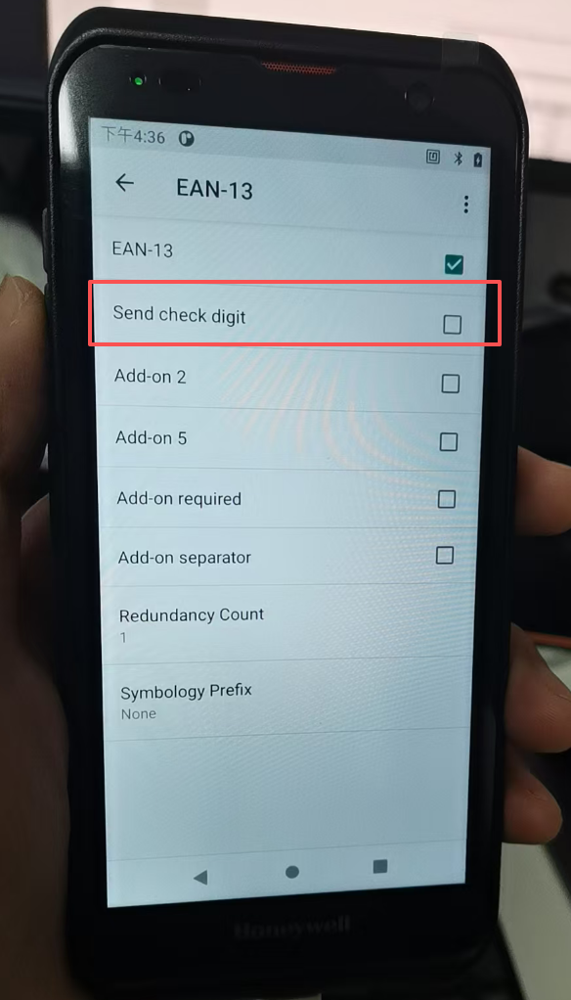 下午4:36
EAN-13
EAN-13
Send check digit
Add-on 2
Add-on 5
Add-on required
Add-on separator
Redundancy Count
1
Symbology Prefix
None
Honeywell